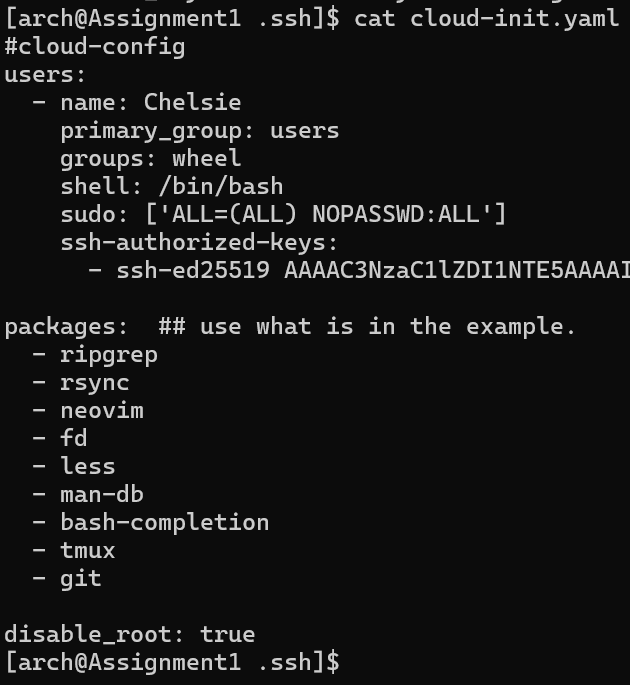 [arch@Assignment1 .ssh]$ cat cloud-init.yaml
#cloud-config
users:
  - name: Chelsie
    primary_group: users
    groups: wheel
    shell: /bin/bash
    sudo: ['ALL=(ALL) NOPASSWD:ALL']
    ssh-authorized-keys:
      - ssh-ed25519 AAAAC3NzaC1lZDI1NTE5AAAAI

packages:  ## use what is in the example.
  - ripgrep
  - rsync
  - neovim
  - fd
  - less
  - man-db
  - bash-completion
  - tmux
  - git

disable_root: true
[arch@Assignment1 .ssh]$